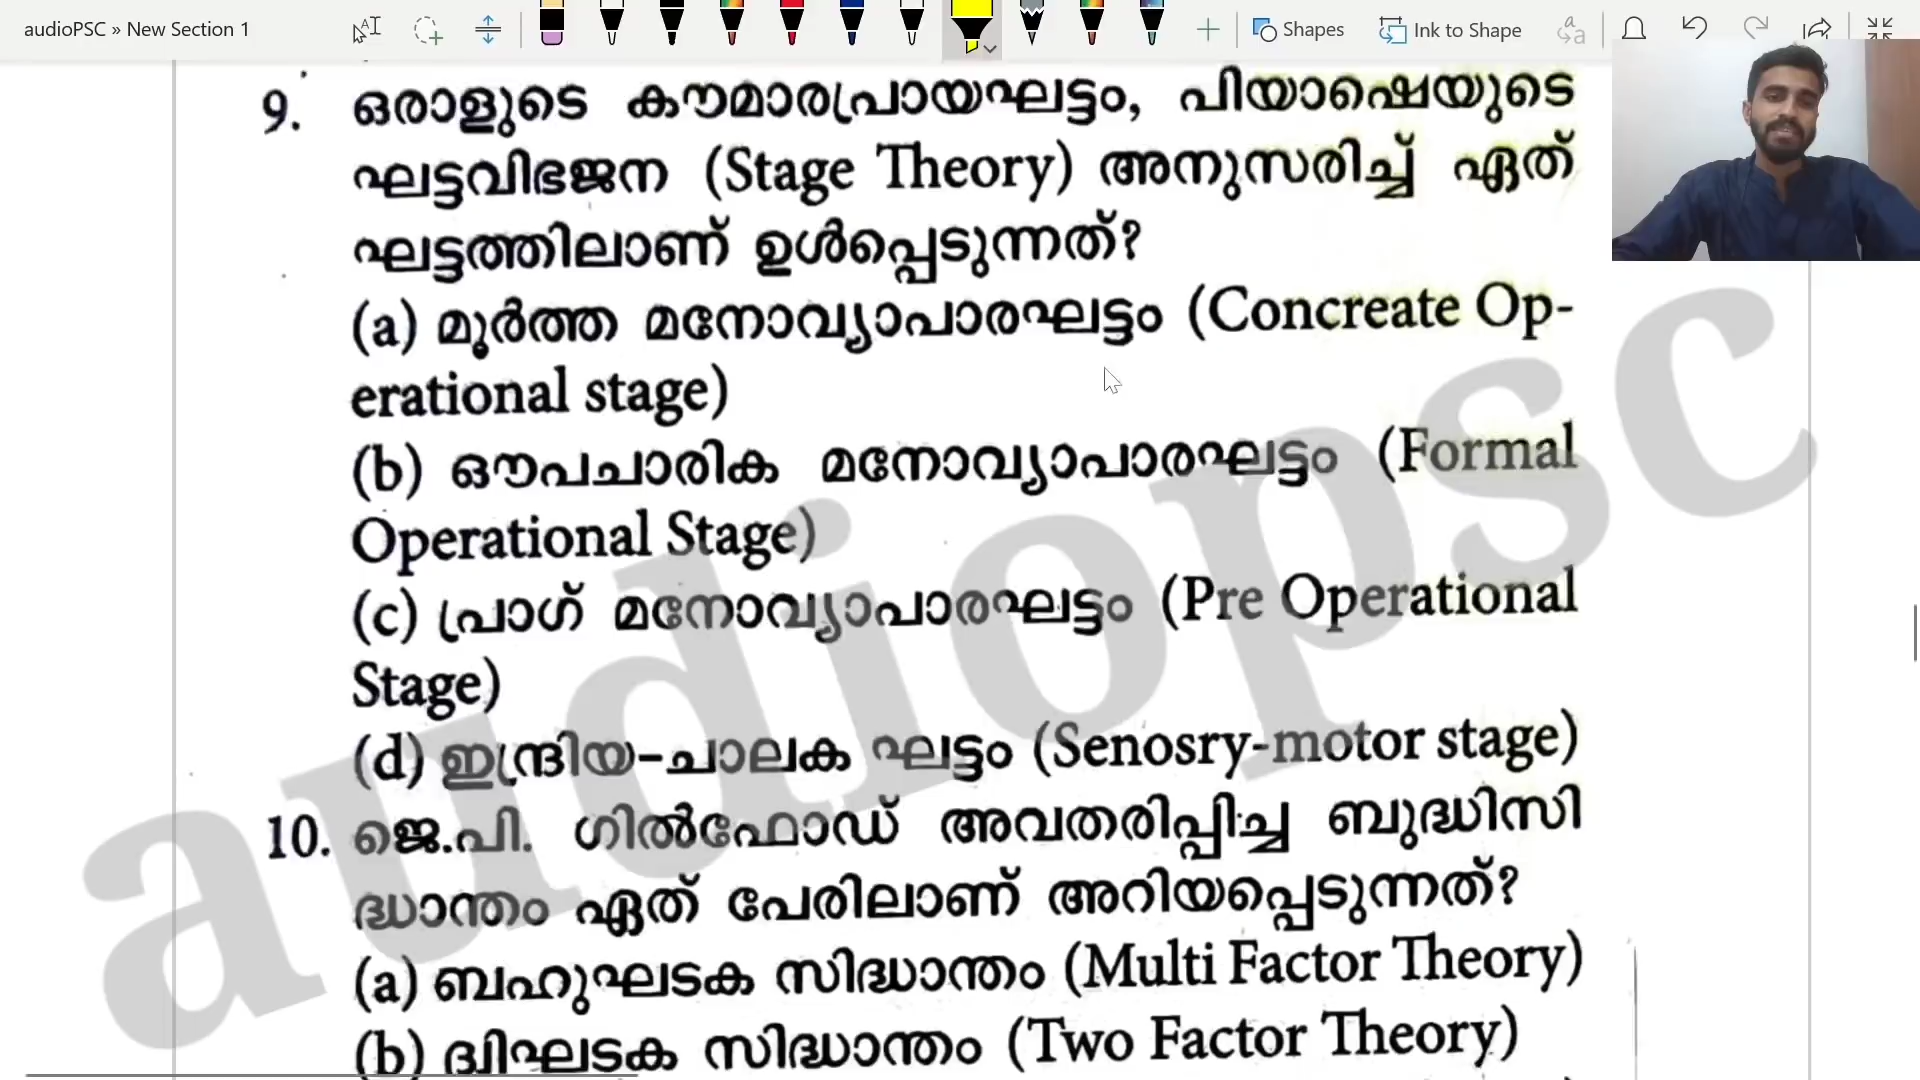 audioPSC » New Section 1
Shapes
Ink to Shape
9. ഒരാളുടെ കൗമാരപ്രായഘട്ടം, പിയാഷെയുടെ
ഘട്ടവിഭജന (Stage Theory) അനുസരിച്ച് ഏത്
ഘട്ടത്തിലാണ് ഉൾപ്പെടുന്നത്?
(a) മൂർത്ത മനോവ്യാപാരഘട്ടം (Concreate Op-
erational stage)
(b) ഔപചാരിക മനോവ്യാപാരഘട്ടം (Formal
Operational Stage)
(c) പ്രാഗ് മനോവ്യാപാരഘട്ടം (Pre Operational
Stage)
(d) ഇന്ദ്രിയ-ചാലക ഘട്ടം (Senosry-motor stage)
10. ജെ.പി. ഗിൽഫോഡ് അവതരിപ്പിച്ച ബുദ്ധിസി
ദ്ധാന്തം ഏത് പേരിലാണ് അറിയപ്പെടുന്നത്?
(a) ബഹുഘടക സിദ്ധാന്തം (Multi Factor Theory)
(b) ദ്വിഘടക സിദ്ധാന്തം (Two Factor Theory)
audiopsc